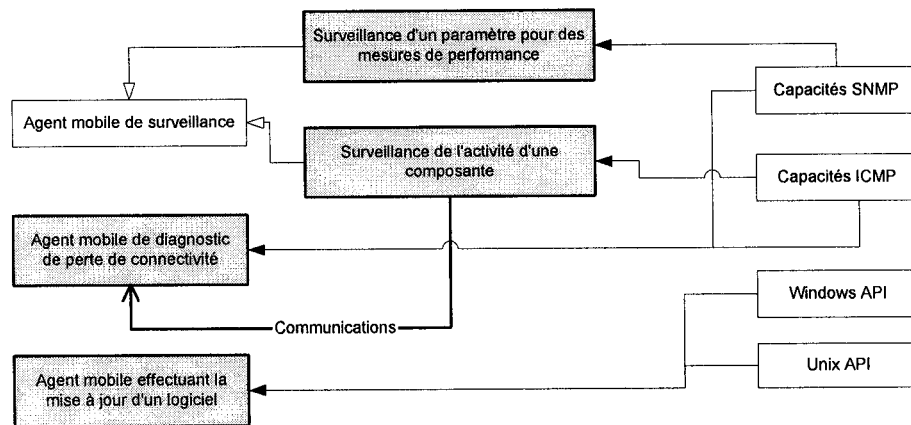 Surveillance d'un paramètre pour des
mesures de performance
Capacités SNMP
Agent mobile de surveillance
Surveillance de l'activité d'une
composante
Capacités ICMP
Agent mobile de diagnostic
de perte de connectivité
Windows API
Communications
Unix API
Agent mobile effectuant la
mise à jour d'un logiciel